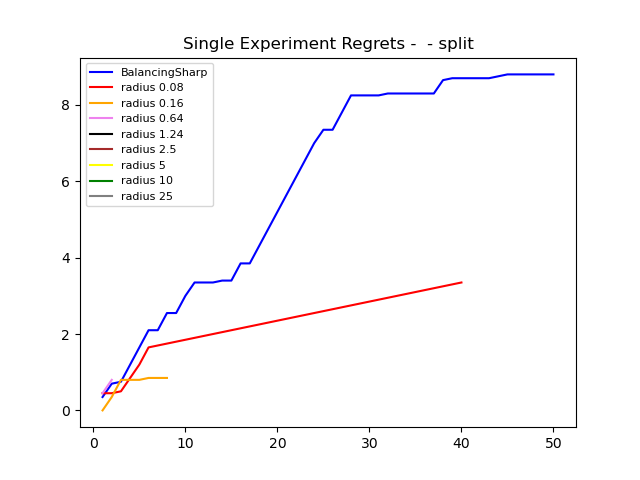 Single Experiment Regrets -  - split
BalancingSharp
radius 0.08
radius 0.16
radius 0.64
radius 1.24
radius 2.5
radius 5
radius 10
radius 25
8
6
4
2
0
0 10 20 30 40 50